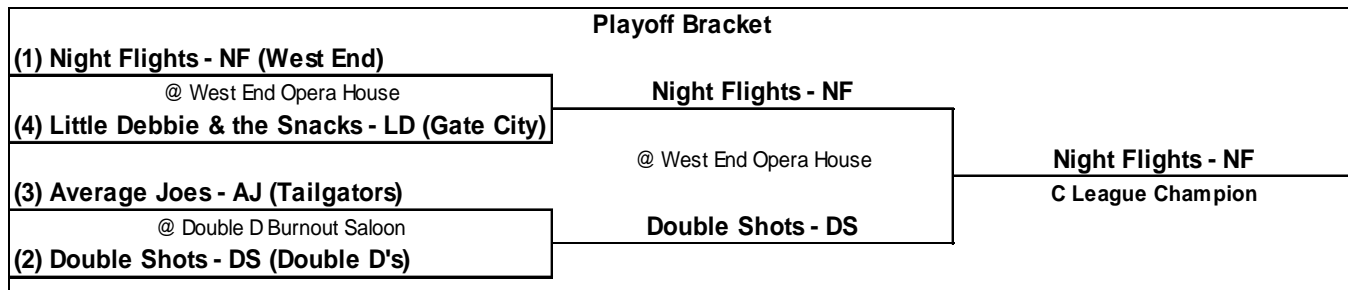 Playoff Bracket
(1) Night Flights - NF (West End)
@ West End Opera House
Night Flights - NF
(4) Little Debbie & the Snacks - LD (Gate City)
@ West End Opera House
Night Flights - NF
(3) Average Joes - AJ (Tailgators)
C League Champion
@ Double D Burnout Saloon
Double Shots - DS
(2) Double Shots - DS (Double D's)